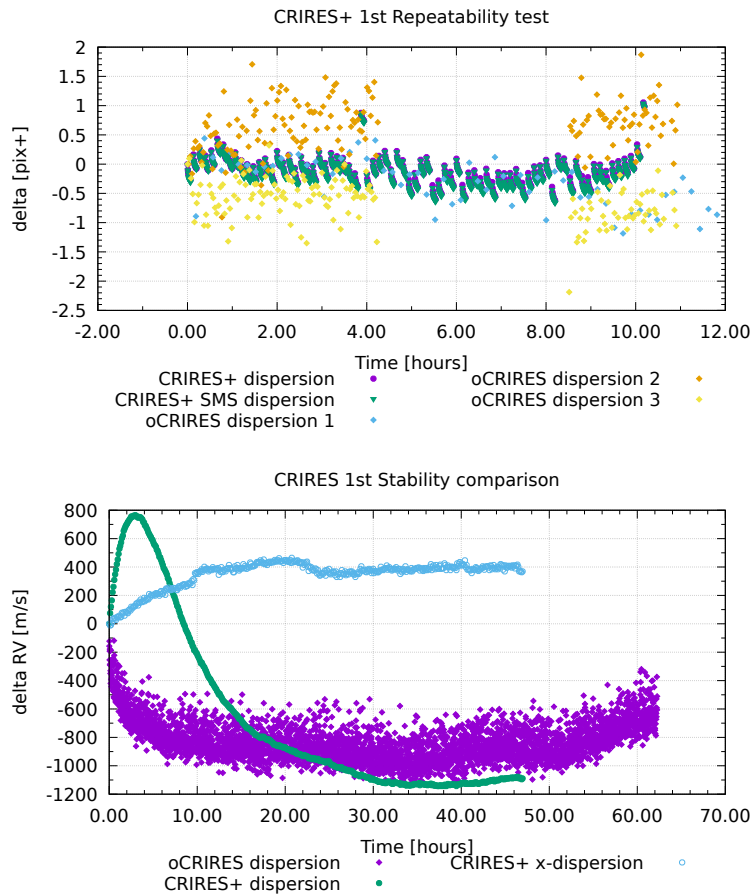 CRIRES+ 1st Repeatability test
2
1.5
1
0.5
0
-0.5
-1
-1.5
-2
-2.5
delta [pix+]
-2.00 0.00 2.00 4.00 6.00 8.00 10.00 12.00
Time [hours]
CRIRES+ dispersion oCRIRES dispersion 2
CRIRES+ SMS dispersion oCRIRES dispersion 3
oCRIRES dispersion 1
CRIRES 1st Stability comparison
800
600
400
200
0
-200
-400
-600
-800
-1000
-1200
delta RV [m/s]
0.00 10.00 20.00 30.00 40.00 50.00 60.00 70.00
Time [hours]
oCRIRES dispersion CRIRES+ x-dispersion
CRIRES+ dispersion